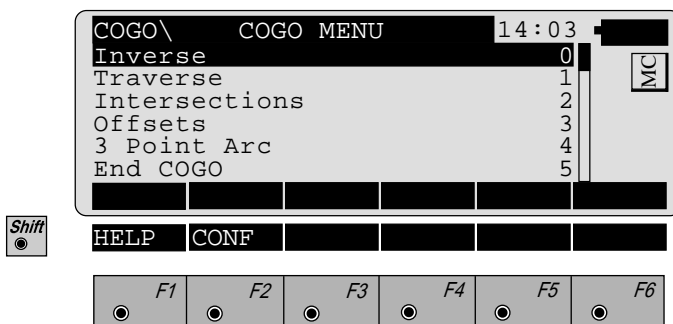 COGO\ COGO MENU 14:03
Inverse 0
Traverse 1
Intersections 2
Offsets 3
3 Point Arc 4
End COGO 5
MC
Shift
HELP CONF
F1 F2 F3 F4 F5 F6